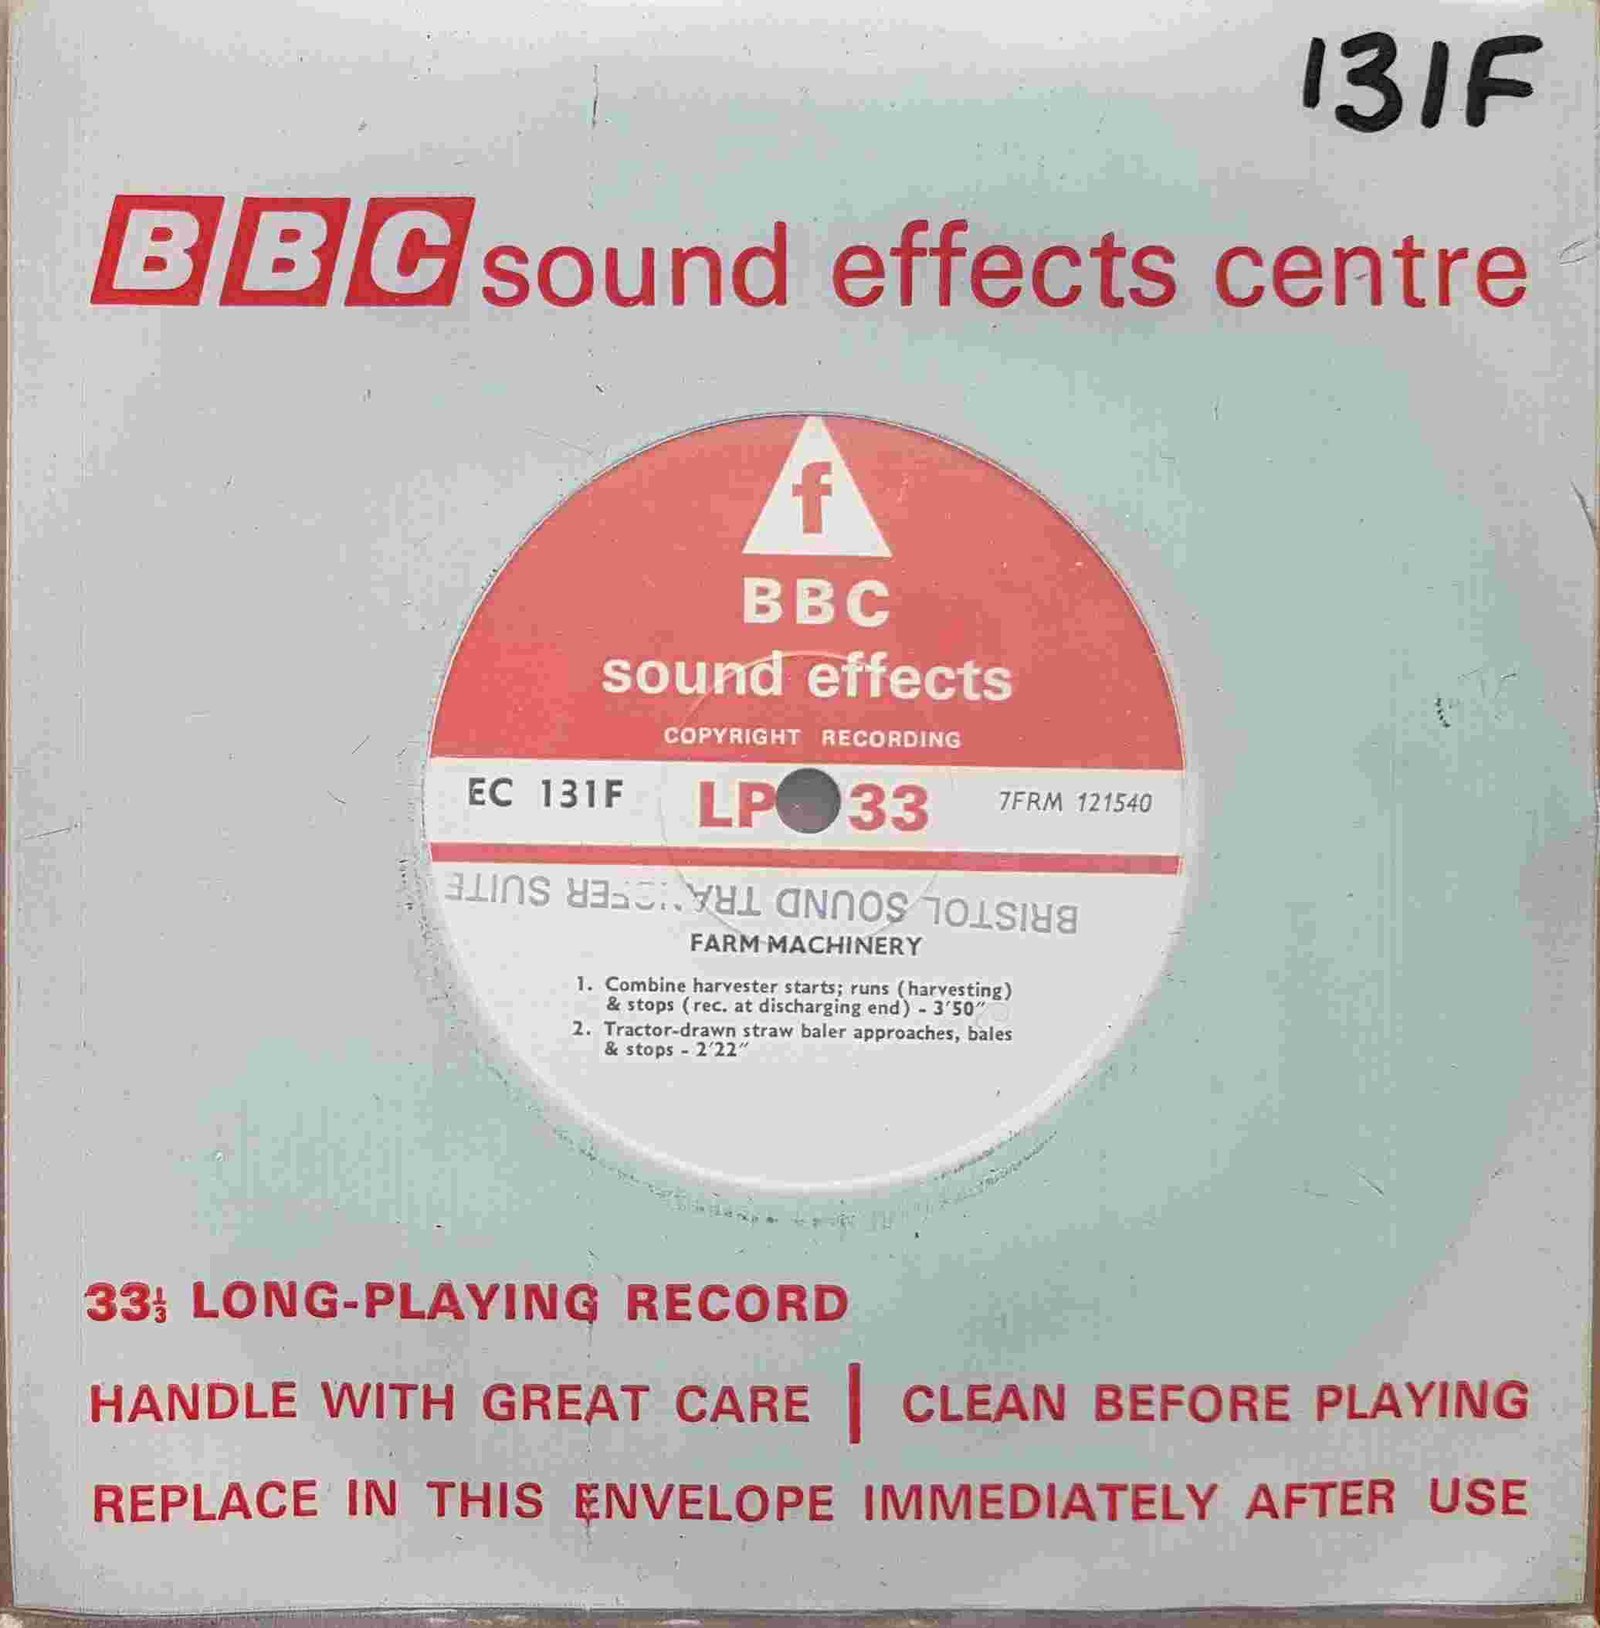 131F
BBC sound effects centre
f
BBC
sound effects
COPYRIGHT RECORDING
EC 131F LP 33 7FRM 121540
BRISTOL SOUND SUITE
FARM MACHINERY
1. Combine harvester starts; runs (harvesting)
& stops (rec. at discharging end) - 3'50"
2. Tractor-drawn straw baler approaches, bales
& stops - 2'22"
33⅓ LONG-PLAYING RECORD
HANDLE WITH GREAT CARE | CLEAN BEFORE PLAYING
REPLACE IN THIS ENVELOPE IMMEDIATELY AFTER USE